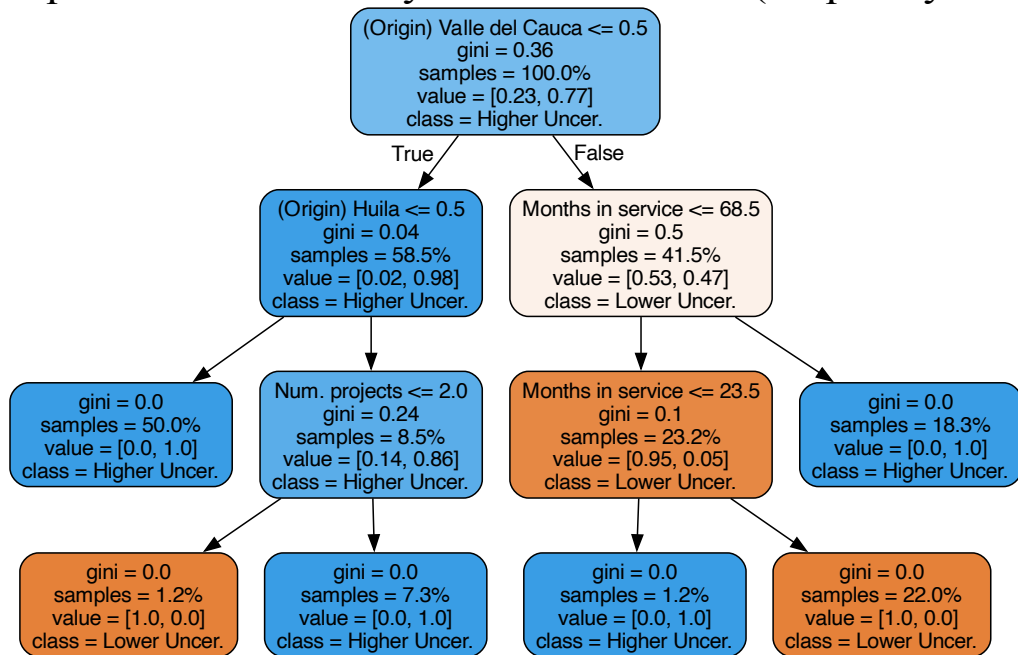 (Origin) Valle del Cauca <= 0.5
gini = 0.36
samples = 100.0%
value = [0.23, 0.77]
class = Higher Uncer.
True
False
(Origin) Huila <= 0.5
gini = 0.04
samples = 58.5%
value = [0.02, 0.98]
class = Higher Uncer.
Months in service <= 68.5
gini = 0.5
samples = 41.5%
value = [0.53, 0.47]
class = Lower Uncer.
gini = 0.0
samples = 50.0%
value = [0.0, 1.0]
class = Higher Uncer.
Num. projects <= 2.0
gini = 0.24
samples = 8.5%
value = [0.14, 0.86]
class = Higher Uncer.
Months in service <= 23.5
gini = 0.1
samples = 23.2%
value = [0.95, 0.05]
class = Lower Uncer.
gini = 0.0
samples = 18.3%
value = [0.0, 1.0]
class = Higher Uncer.
gini = 0.0
samples = 1.2%
value = [1.0, 0.0]
class = Lower Uncer.
gini = 0.0
samples = 7.3%
value = [0.0, 1.0]
class = Higher Uncer.
gini = 0.0
samples = 1.2%
value = [0.0, 1.0]
class = Higher Uncer.
gini = 0.0
samples = 22.0%
value = [1.0, 0.0]
class = Lower Uncer.